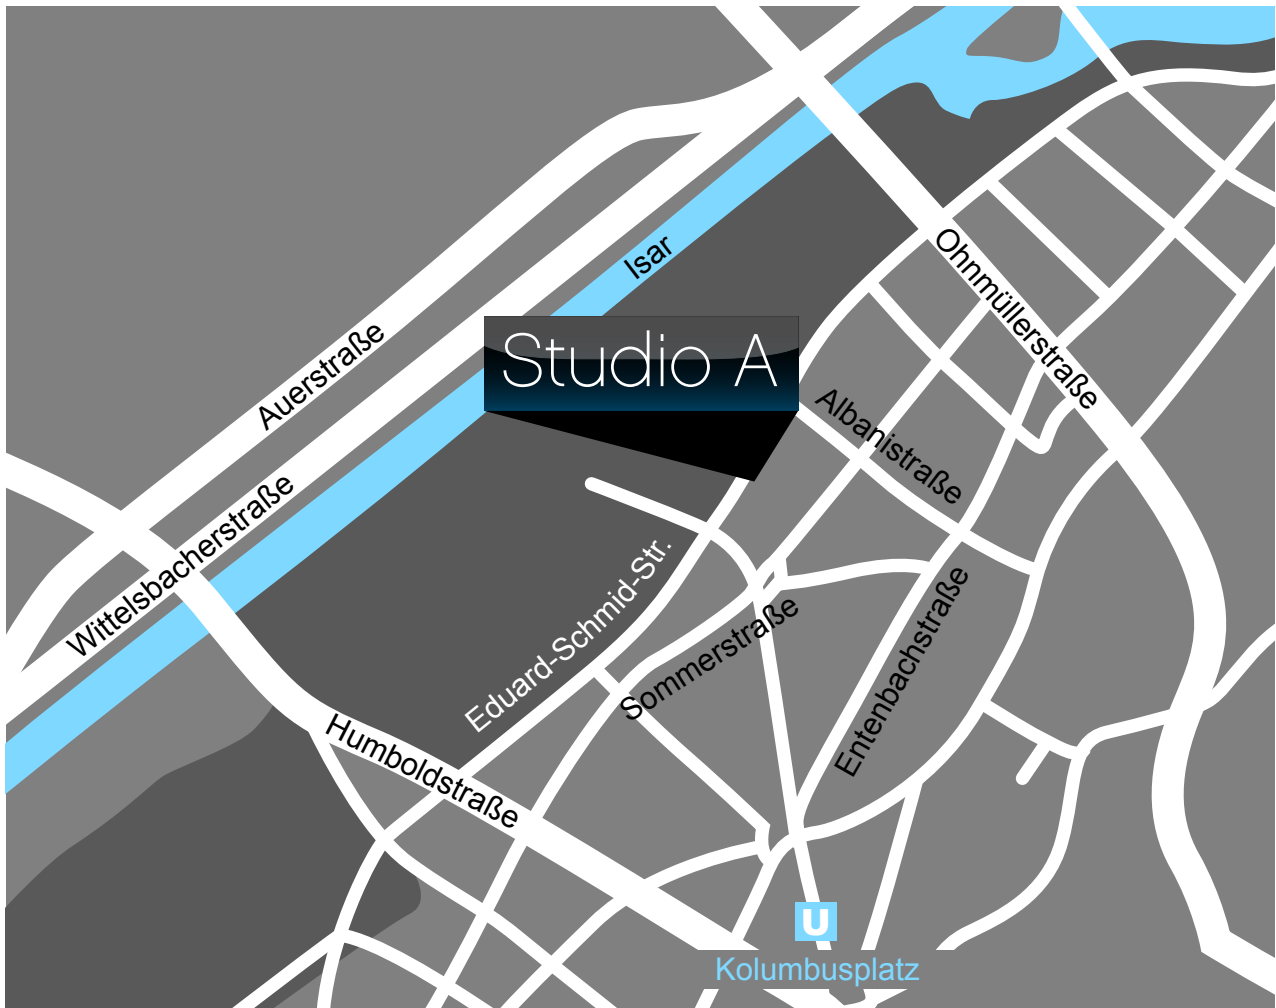 Isar
Ohnmüllerstraße
Auerstraße
Studio A
Albanistraße
Wittelsbacherstraße
Eduard-Schmid-Str.
Sommerstraße
Entenbachstraße
Humboldstraße
U
Kolumbusplatz